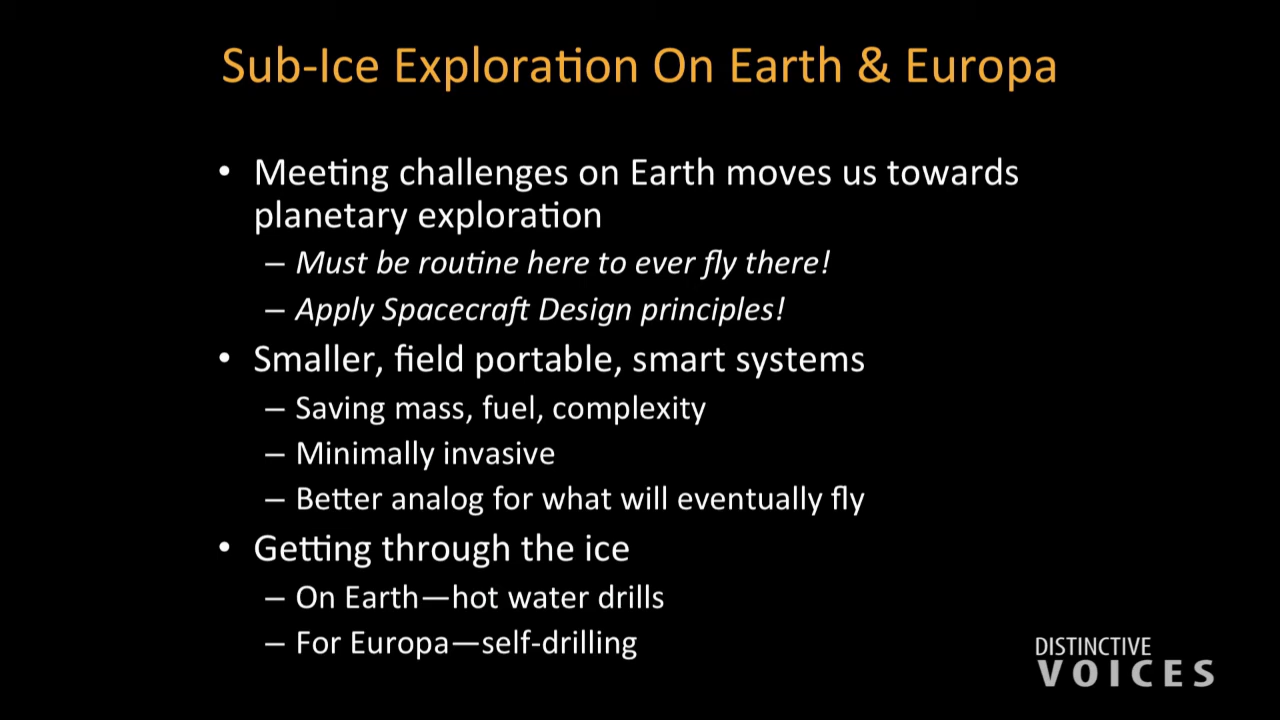 Sub-Ice Exploration On Earth & Europa
• Meeting challenges on Earth moves us towards
planetary exploration
– Must be routine here to ever fly there!
– Apply Spacecraft Design principles!
• Smaller, field portable, smart systems
– Saving mass, fuel, complexity
– Minimally invasive
– Better analog for what will eventually fly
• Getting through the ice
– On Earth—hot water drills
– For Europa—self-drilling
DISTINCTIVE
VOICES